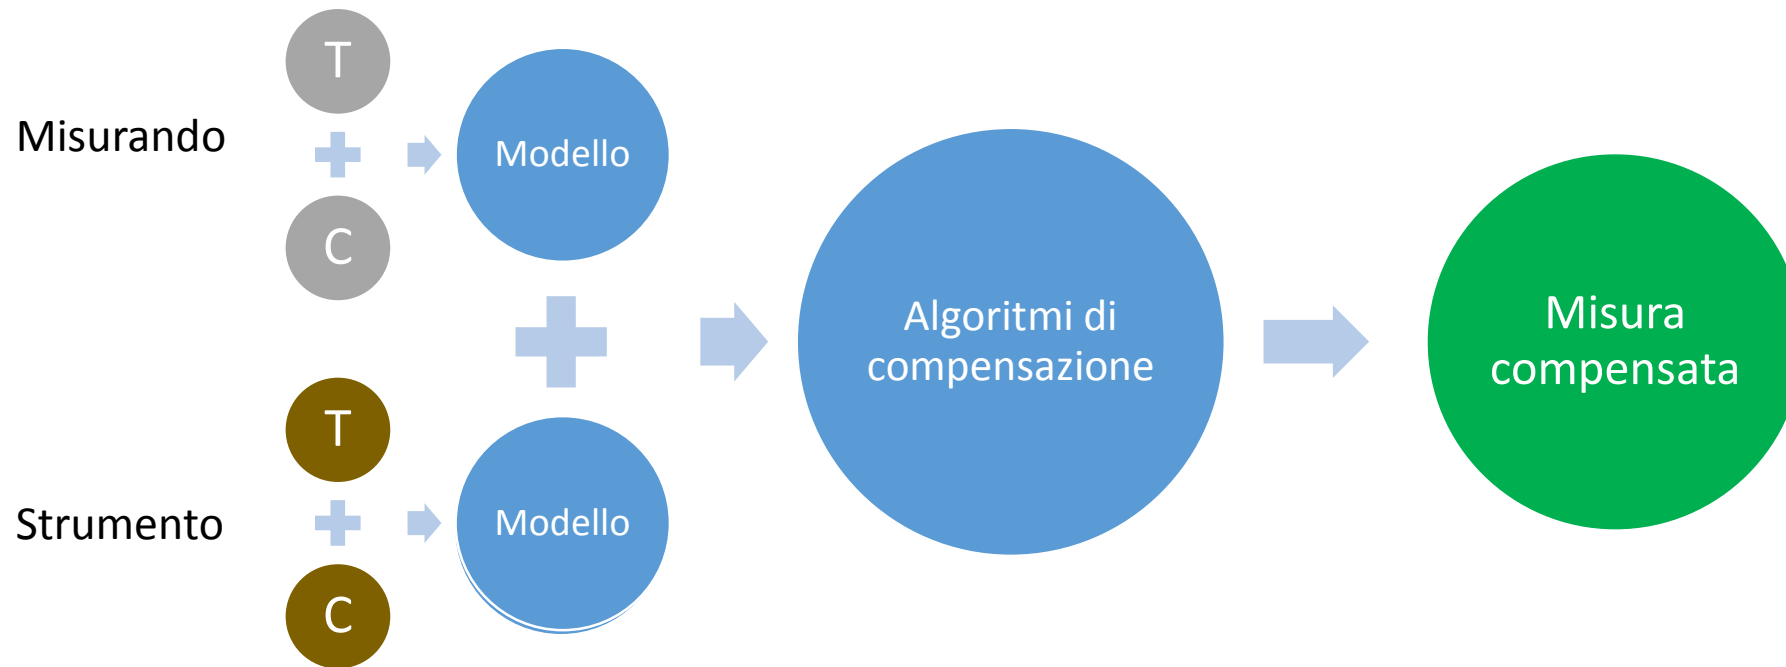 Misurando
T
C
Modello
Strumento
T
C
Modello
Algoritmi di
compensazione
Misura
compensata